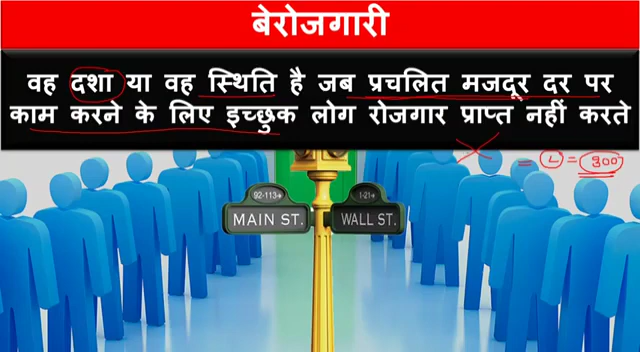 बेरोजगारी
वह दशा या वह स्थिति है जब प्रचलित मजदूर दर पर
काम करने के लिए इच्छुक लोग रोजगार प्राप्त नहीं करते
= L = 300
92-113 1-21
MAIN ST. WALL ST.